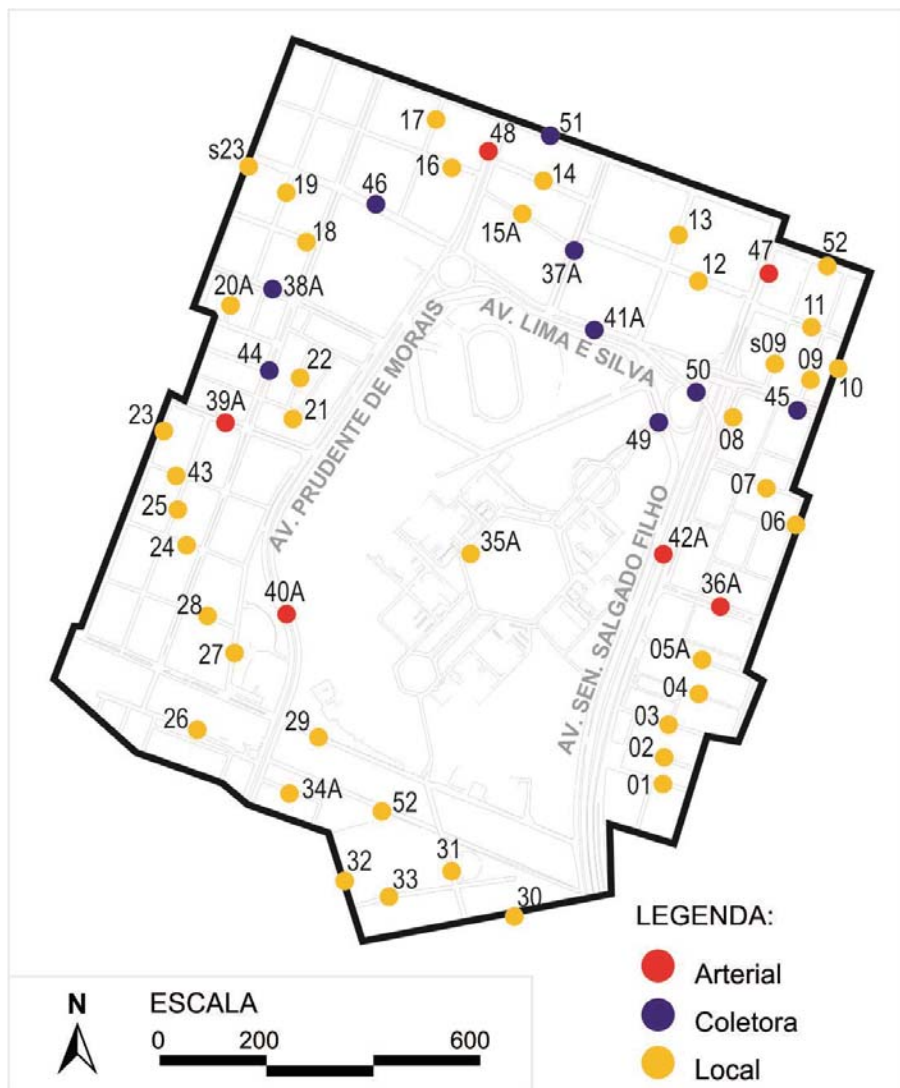 51
17
48
s23
16
14
19
46
15A
13
18
37A
47
52
12
20A
38A
11
AV. LIMA E SILVA
41A
s09
09
10
44
22
50
45
AV. PRUDENTE DE MORAIS
39A
21
49
08
23
43
07
25
06
24
35A
42A
AV. SEN. SALGADO FILHO
36A
40A
28
27
05A
04
03
26
29
02
01
34A
52
31
32
33
30
LEGENDA:
Arterial
Coletora
Local
N
ESCALA
0 200 600